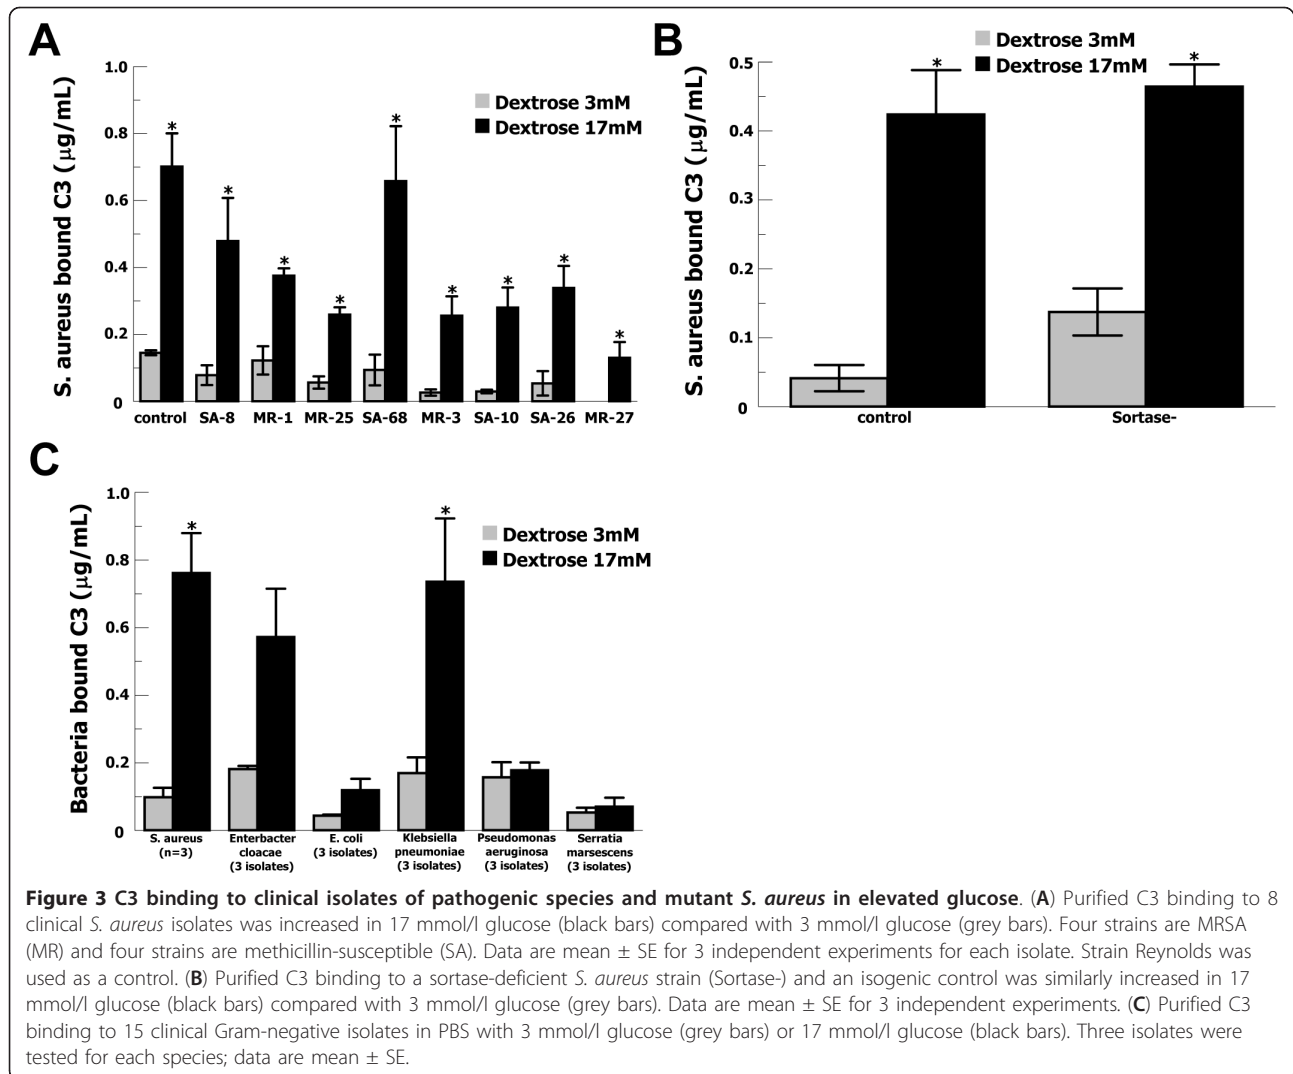 A
S. aureus bound C3 (μg/mL)
1.0
0.8
0.6
0.4
0.2
0
Dextrose 3mM
Dextrose 17mM
* * * * * * * * *
control SA-8 MR-1 MR-25 SA-68 MR-3 SA-10 SA-26 MR-27
B
S. aureus bound C3 (μg/mL)
0.5
0.4
0.3
0.2
0.1
0
Dextrose 3mM
Dextrose 17mM
* *
control Sortase-
C
Bacteria bound C3 (μg/mL)
1.0
0.8
0.6
0.4
0.2
0
Dextrose 3mM
Dextrose 17mM
* *
S. aureus
(n=3)
Enterbacter
cloacae
(3 isolates)
E. coli
(3 isolates)
Klebsiella
pneumoniae
(3 isolates)
Pseudomonas
aeruginosa
(3 isolates)
Serratia
marsescens
(3 isolates)
Figure 3 C3 binding to clinical isolates of pathogenic species and mutant S. aureus in elevated glucose. (A) Purified C3 binding to 8
clinical S. aureus isolates was increased in 17 mmol/l glucose (black bars) compared with 3 mmol/l glucose (grey bars). Four strains are MRSA
(MR) and four strains are methicillin-susceptible (SA). Data are mean ± SE for 3 independent experiments for each isolate. Strain Reynolds was
used as a control. (B) Purified C3 binding to a sortase-deficient S. aureus strain (Sortase-) and an isogenic control was similarly increased in 17
mmol/l glucose (black bars) compared with 3 mmol/l glucose (grey bars). Data are mean ± SE for 3 independent experiments. (C) Purified C3
binding to 15 clinical Gram-negative isolates in PBS with 3 mmol/l glucose (grey bars) or 17 mmol/l glucose (black bars). Three isolates were
tested for each species; data are mean ± SE.